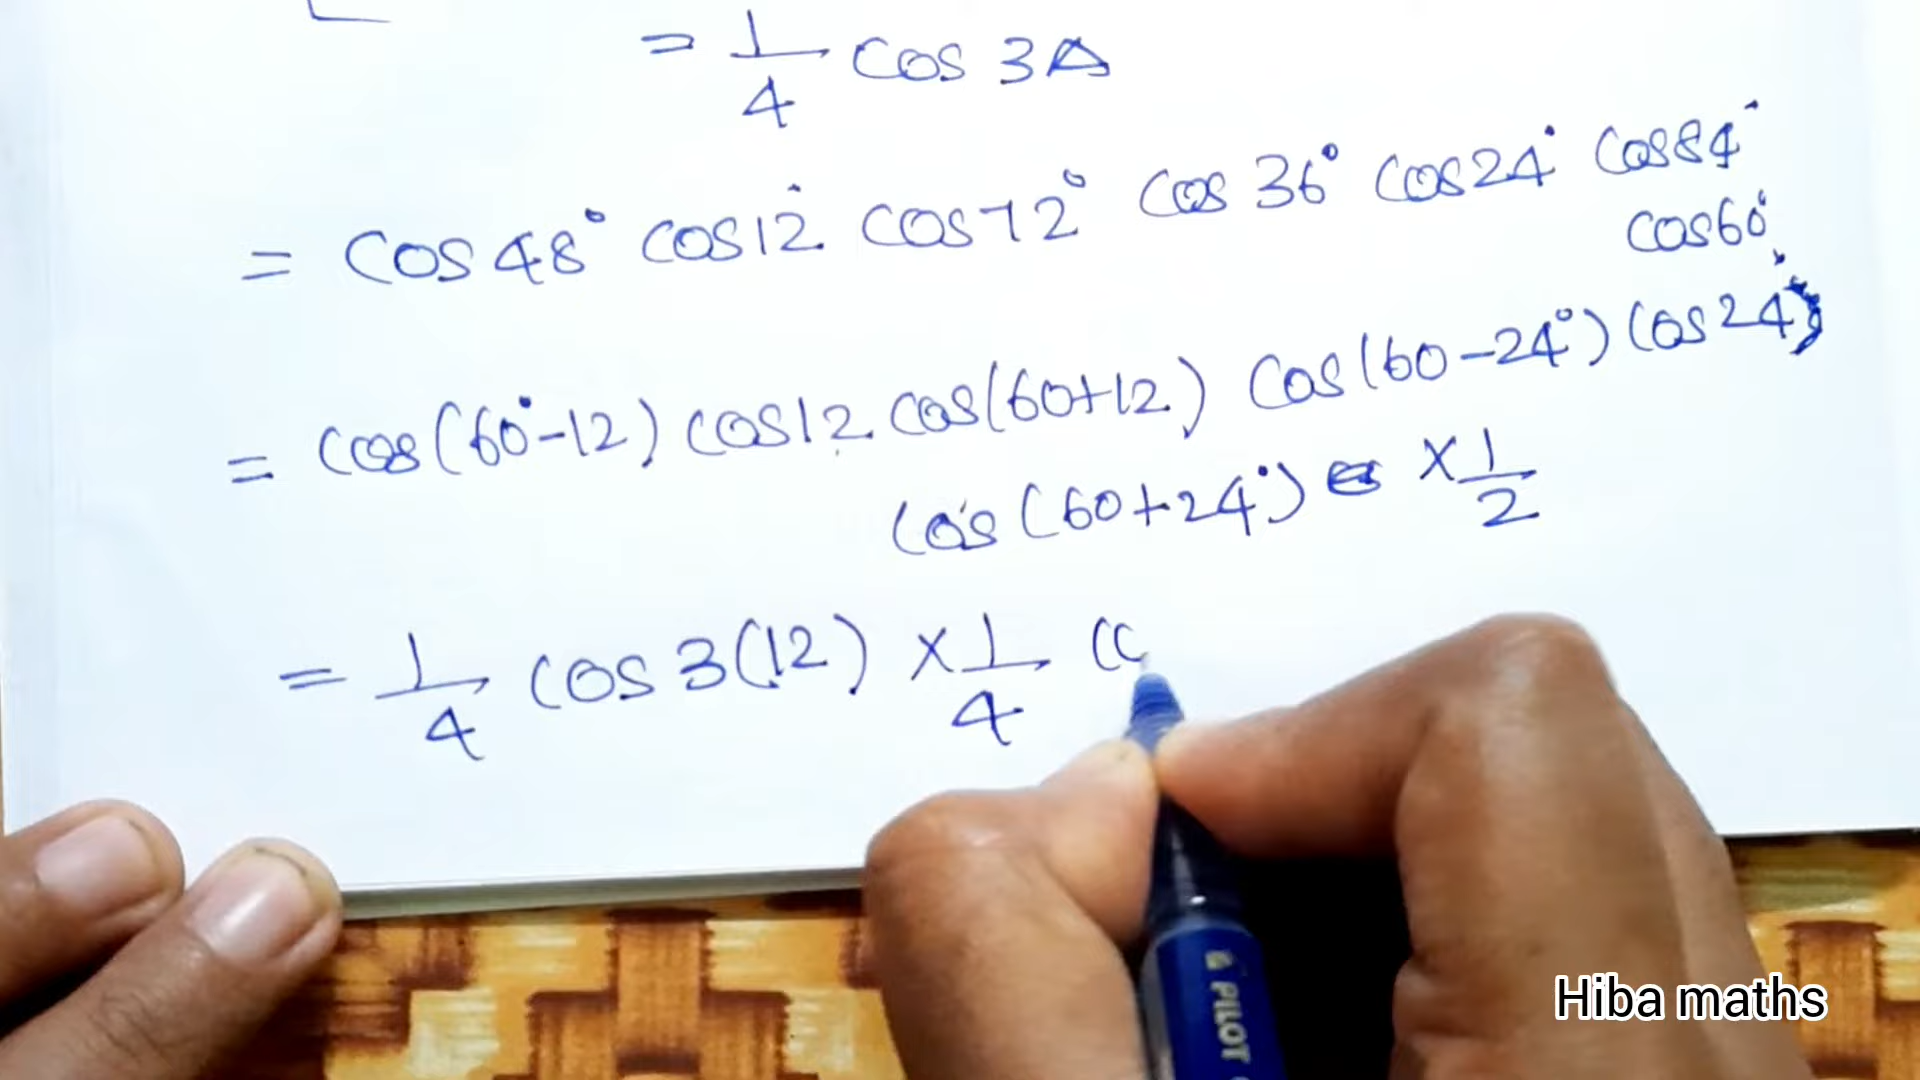 = 1/4 cos 3A
= cos 48° cos 12° cos 72° cos 36° cos 24° cos 84°
cos 60°
= cos(60°-12) cos 12 cos(60+12) cos(60-24°) cos 24°
cos(60+24°) × 1/2
= 1/4 cos 3(12) × 1/4 co
PILOT
Hiba maths